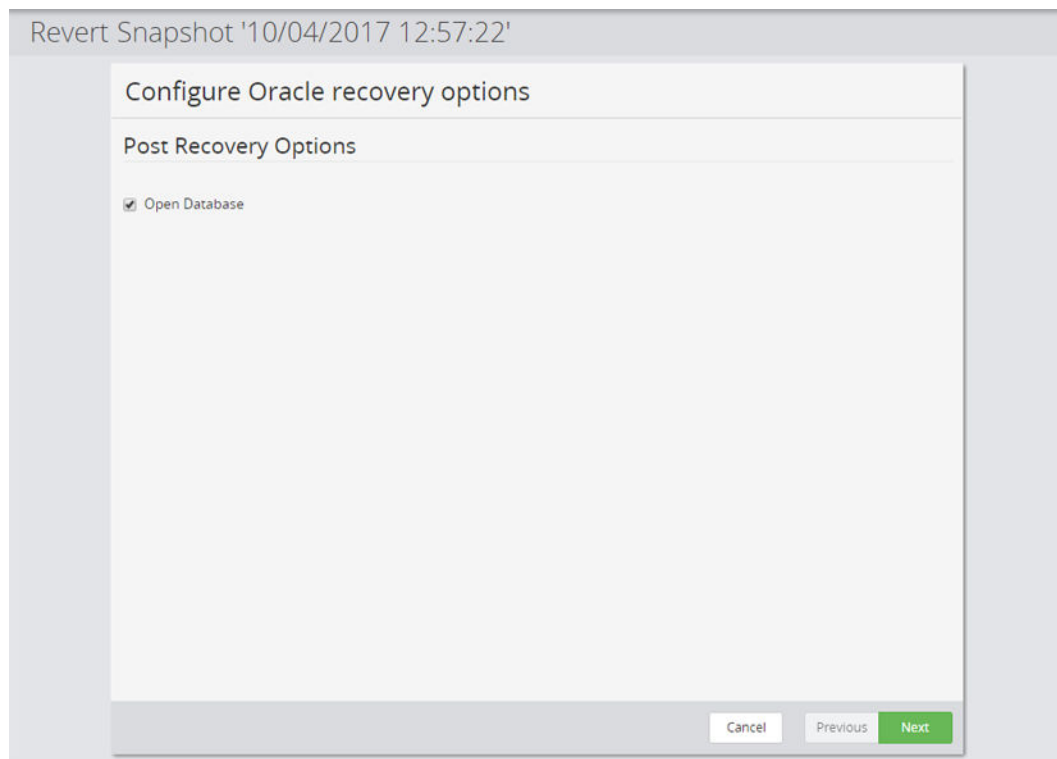 Revert Snapshot '10/04/2017 12:57:22'
Configure Oracle recovery options
Post Recovery Options
Open Database
Cancel
Previous
Next